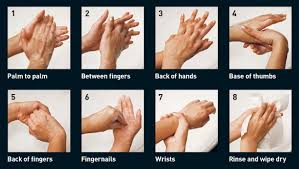 1
2
3
4
Palm to palm
Between fingers
Back of hands
Base of thumbs
5
6
7
8
Back of fingers
Fingernails
Wrists
Rinse and wipe dry